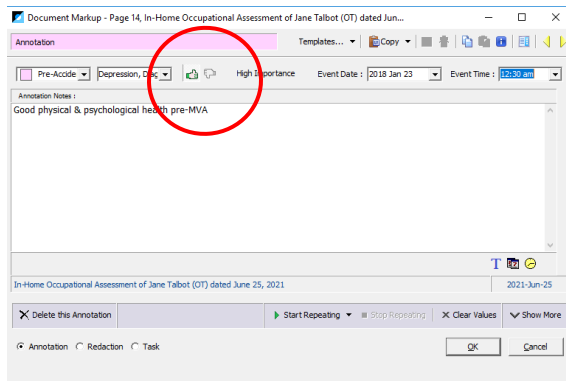 Document Markup - Page 14, In-Home Occupational Assessment of Jane Talbot (OT) dated Jun...
Annotation Templates... Copy
Pre-Accide Depression, Diag High Importance Event Date : 2018 Jan 23 Event Time : 12:30 am
Annotation Notes :
Good physical & psychological health pre-MVA
T
In-Home Occupational Assessment of Jane Talbot (OT) dated June 25, 2021 2021-Jun-25
Delete this Annotation Start Repeating Stop Repeating Clear Values Show More
Annotation Redaction Task OK Cancel